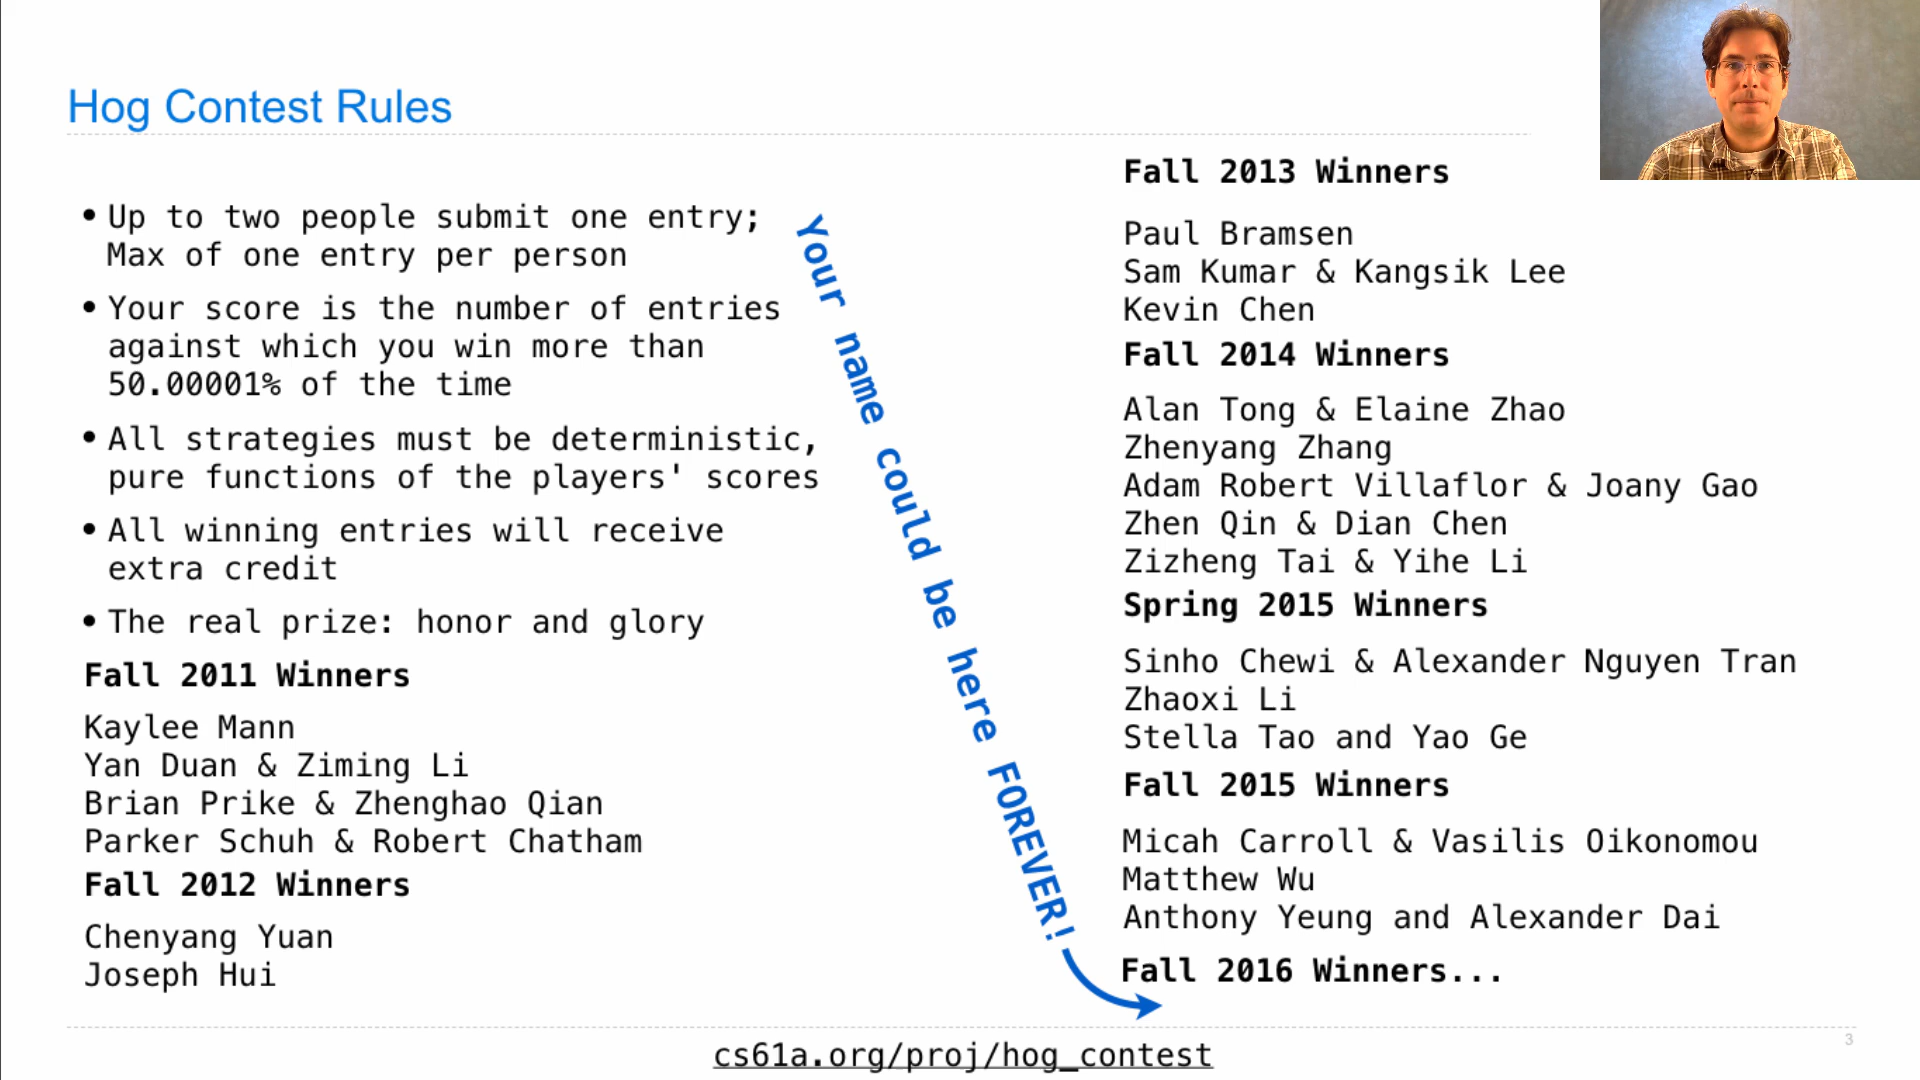 Hog Contest Rules
• Up to two people submit one entry;
Max of one entry per person
• Your score is the number of entries
against which you win more than
50.00001% of the time
• All strategies must be deterministic,
pure functions of the players' scores
• All winning entries will receive
extra credit
• The real prize: honor and glory
Fall 2011 Winners
Kaylee Mann
Yan Duan & Ziming Li
Brian Prike & Zhenghao Qian
Parker Schuh & Robert Chatham
Fall 2012 Winners
Chenyang Yuan
Joseph Hui
Your name could be here FOREVER!
Fall 2013 Winners
Paul Bramsen
Sam Kumar & Kangsik Lee
Kevin Chen
Fall 2014 Winners
Alan Tong & Elaine Zhao
Zhenyang Zhang
Adam Robert Villaflor & Joany Gao
Zhen Qin & Dian Chen
Zizheng Tai & Yihe Li
Spring 2015 Winners
Sinho Chewi & Alexander Nguyen Tran
Zhaoxi Li
Stella Tao and Yao Ge
Fall 2015 Winners
Micah Carroll & Vasilis Oikonomou
Matthew Wu
Anthony Yeung and Alexander Dai
Fall 2016 Winners...
cs61a.org/proj/hog_contest
3